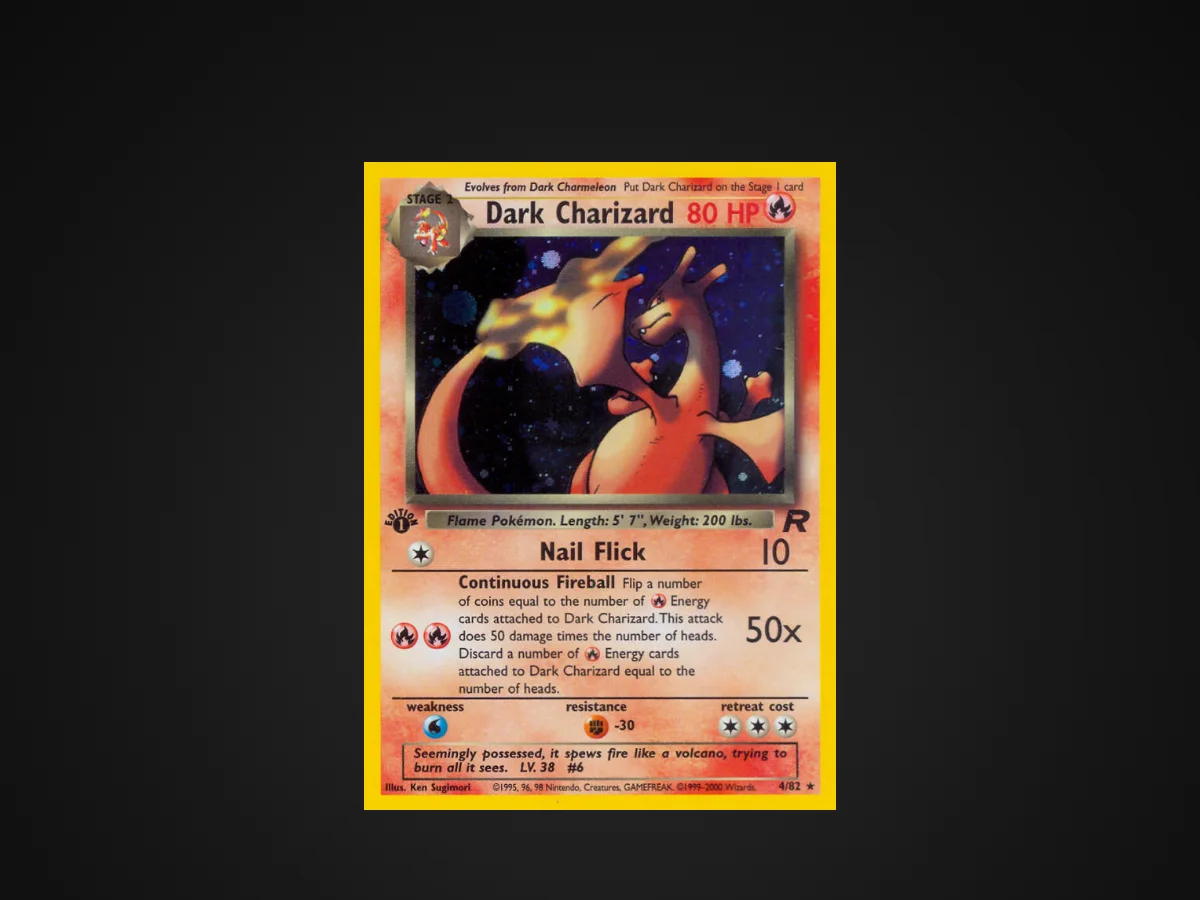 Evolves from Dark Charmeleon Put Dark Charizard on the Stage 1 card
STAGE 2
Dark Charizard 80 HP
EDITION
1
Flame Pokémon. Length: 5' 7", Weight: 200 lbs.
R
Nail Flick 10
Continuous Fireball Flip a number
of coins equal to the number of Energy
cards attached to Dark Charizard. This attack
does 50 damage times the number of heads.
Discard a number of Energy cards
attached to Dark Charizard equal to the
number of heads.
50x
weakness resistance retreat cost
-30
Seemingly possessed, it spews fire like a volcano, trying to
burn all it sees. LV. 38 #6
Illus. Ken Sugimori ©1995, 96, 98 Nintendo, Creatures, GAMEFREAK. ©1999-2000 Wizards. 4/82 ★